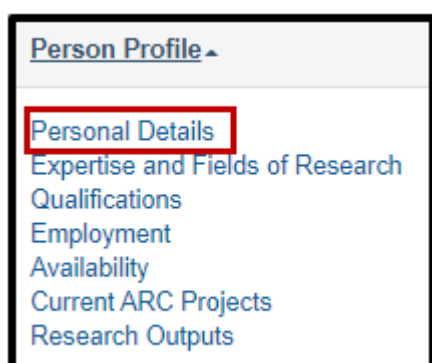 Person Profile
Personal Details
Expertise and Fields of Research
Qualifications
Employment
Availability
Current ARC Projects
Research Outputs